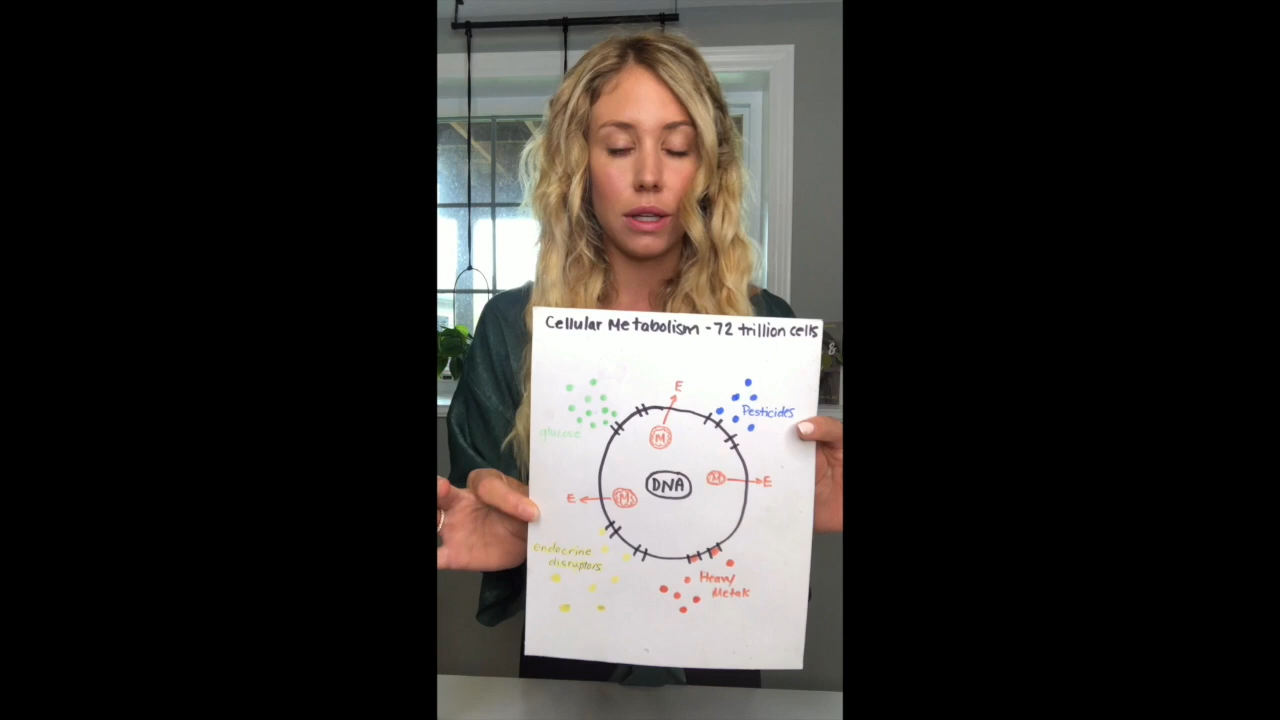 Cellular Metabolism - 72 trillion cells
E
Pesticides
glucose
M
DNA
M
E
E
M
endocrine
disruptors
Heavy
Metals
&